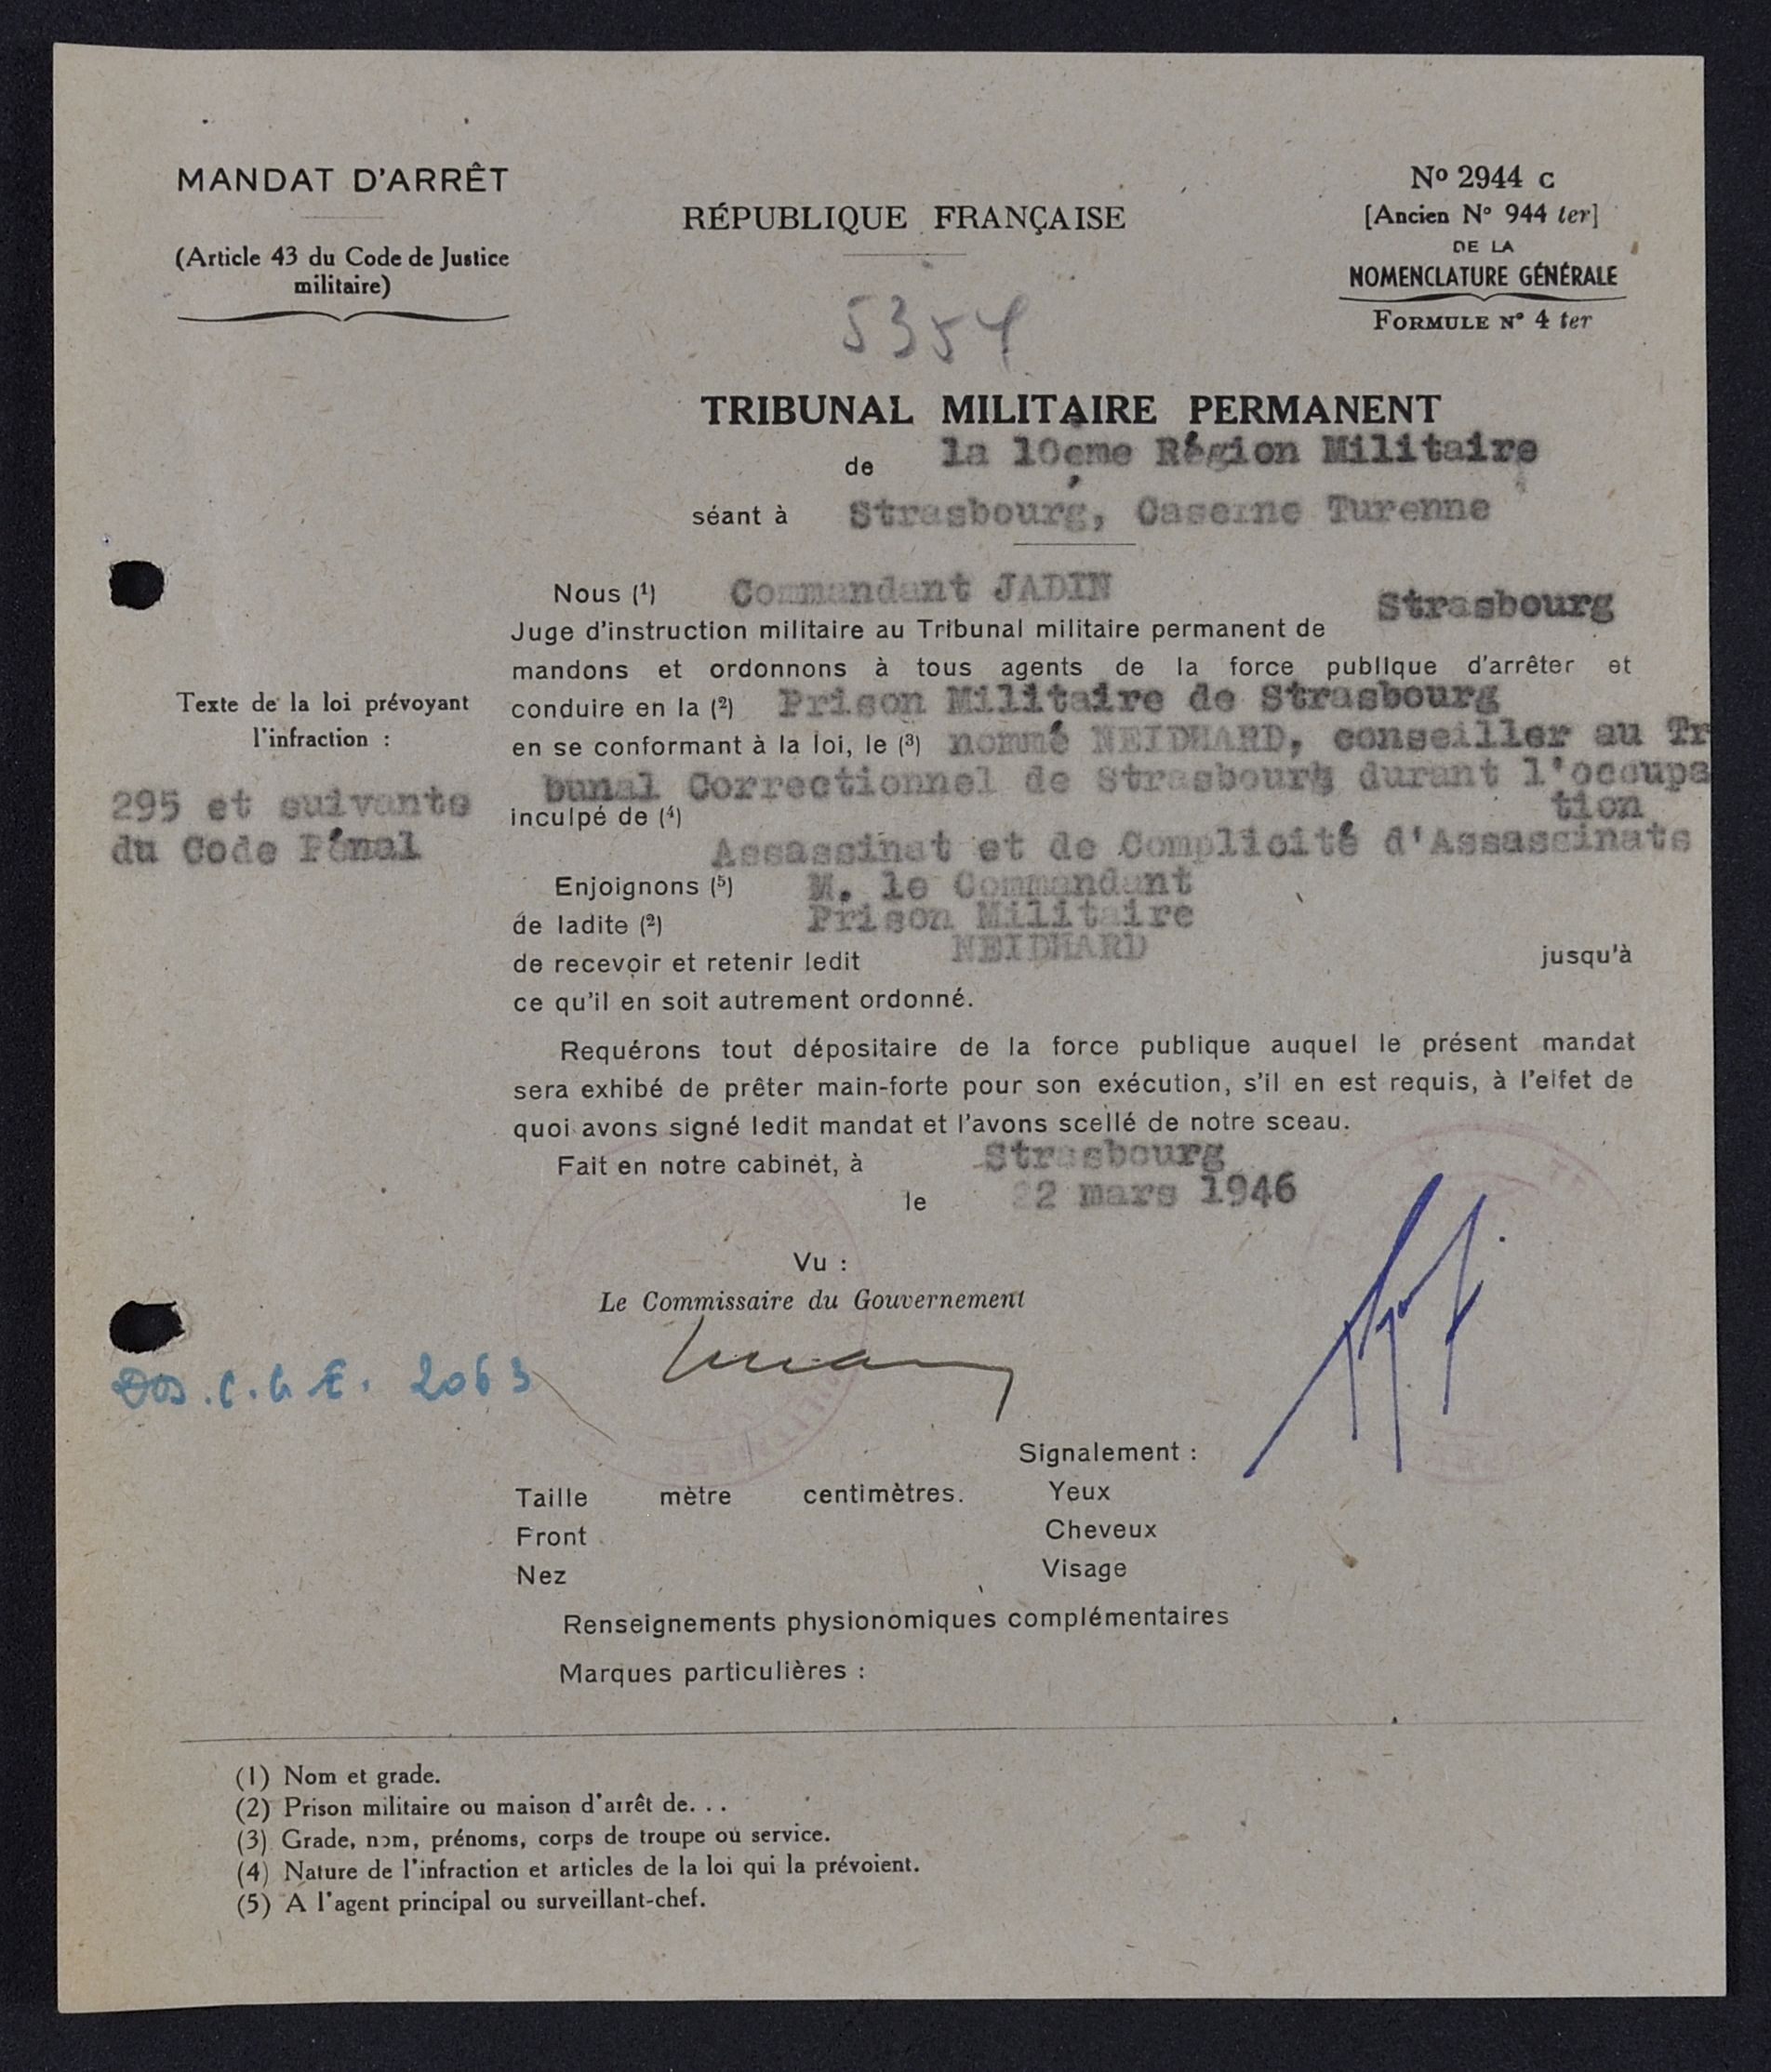 MANDAT D'ARRÊT
(Article 43 du Code de Justice
militaire)
RÉPUBLIQUE FRANÇAISE
No 2944 c
[Ancien No 944 ter]
DE LA
NOMENCLATURE GÉNÉRALE
FORMULE No 4 ter
5354
TRIBUNAL MILITAIRE PERMANENT
de la 10ème Région Militaire
séant à Strasbourg, Caserne Turenne
Nous (1) Commandant JADIN
Juge d'instruction militaire au Tribunal militaire permanent de Strasbourg
mandons et ordonnons à tous agents de la force publique d'arrêter et
conduire en la (2) Prison Militaire de Strasbourg
en se conformant à la loi, le (3) nommé NEIDHARD, conseiller au Tr
bunal Correctionnel de Strasbourg durant l'occupa
tion
inculpé de (4)
Assassinat et de Complicité d'Assassinats
Texte de la loi prévoyant
l'infraction :
295 et suivants
du Code Pénal
Enjoignons (5) M. le Commandant
de ladite (2) Prison Militaire
de recevoir et retenir ledit NEIDHARD jusqu'à
ce qu'il en soit autrement ordonné.
Requérons tout dépositaire de la force publique auquel le présent mandat
sera exhibé de prêter main-forte pour son exécution, s'il en est requis, à l'effet de
quoi avons signé ledit mandat et l'avons scellé de notre sceau.
Fait en notre cabinet, à Strasbourg
le 22 mars 1946
Vu :
Le Commissaire du Gouvernement
Dos. C.G.E. 2063
Signalement :
Taille mètre centimètres. Yeux
Front Cheveux
Nez Visage
Renseignements physionomiques complémentaires
Marques particulières :
(1) Nom et grade.
(2) Prison militaire ou maison d'arrêt de. . .
(3) Grade, nom, prénoms, corps de troupe ou service.
(4) Nature de l'infraction et articles de la loi qui la prévoient.
(5) A l'agent principal ou surveillant-chef.